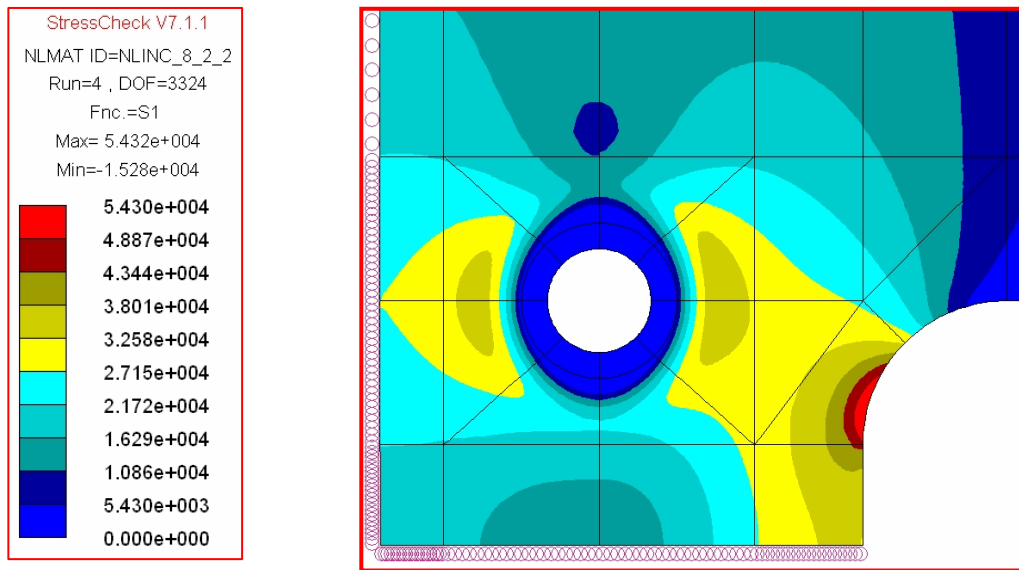 StressCheck V7.1.1
NLMAT ID=NLINC_8_2_2
Run=4 , DOF=3324
Fnc.=S1
Max= 5.432e+004
Min=-1.528e+004
5.430e+004
4.887e+004
4.344e+004
3.801e+004
3.258e+004
2.715e+004
2.172e+004
1.629e+004
1.086e+004
5.430e+003
0.000e+000